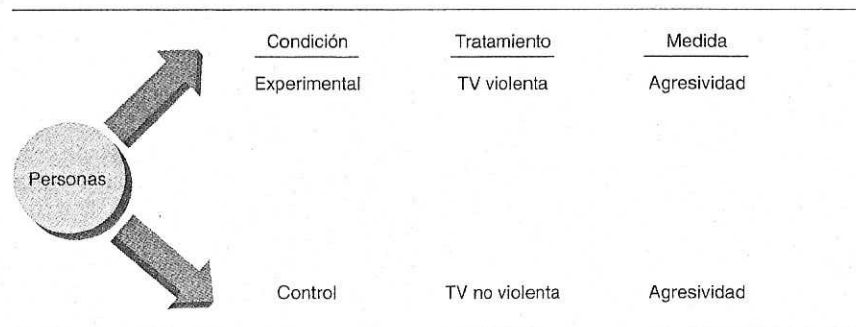 Condición Tratamiento Medida
Experimental TV violenta Agresividad
Personas
Control TV no violenta Agresividad